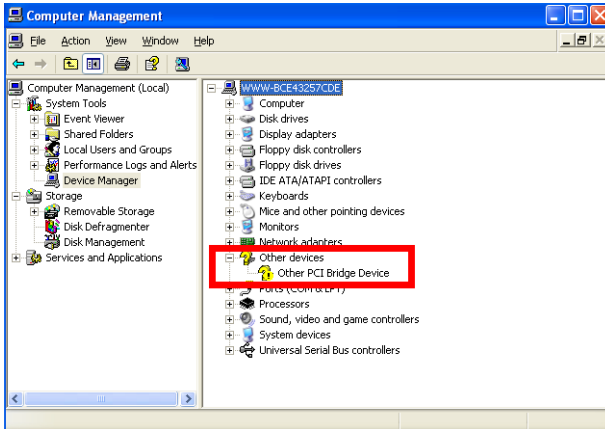 Computer Management
File Action View Window Help
Computer Management (Local)
System Tools
Event Viewer
Shared Folders
Local Users and Groups
Performance Logs and Alerts
Device Manager
Storage
Removable Storage
Disk Defragmenter
Disk Management
Services and Applications
WWW-BCE43257CDE
Computer
Disk drives
Display adapters
Floppy disk controllers
Floppy disk drives
IDE ATA/ATAPI controllers
Keyboards
Mice and other pointing devices
Monitors
Network adapters
Other devices
Other PCI Bridge Device
Ports (COM & LPT)
Processors
Sound, video and game controllers
System devices
Universal Serial Bus controllers